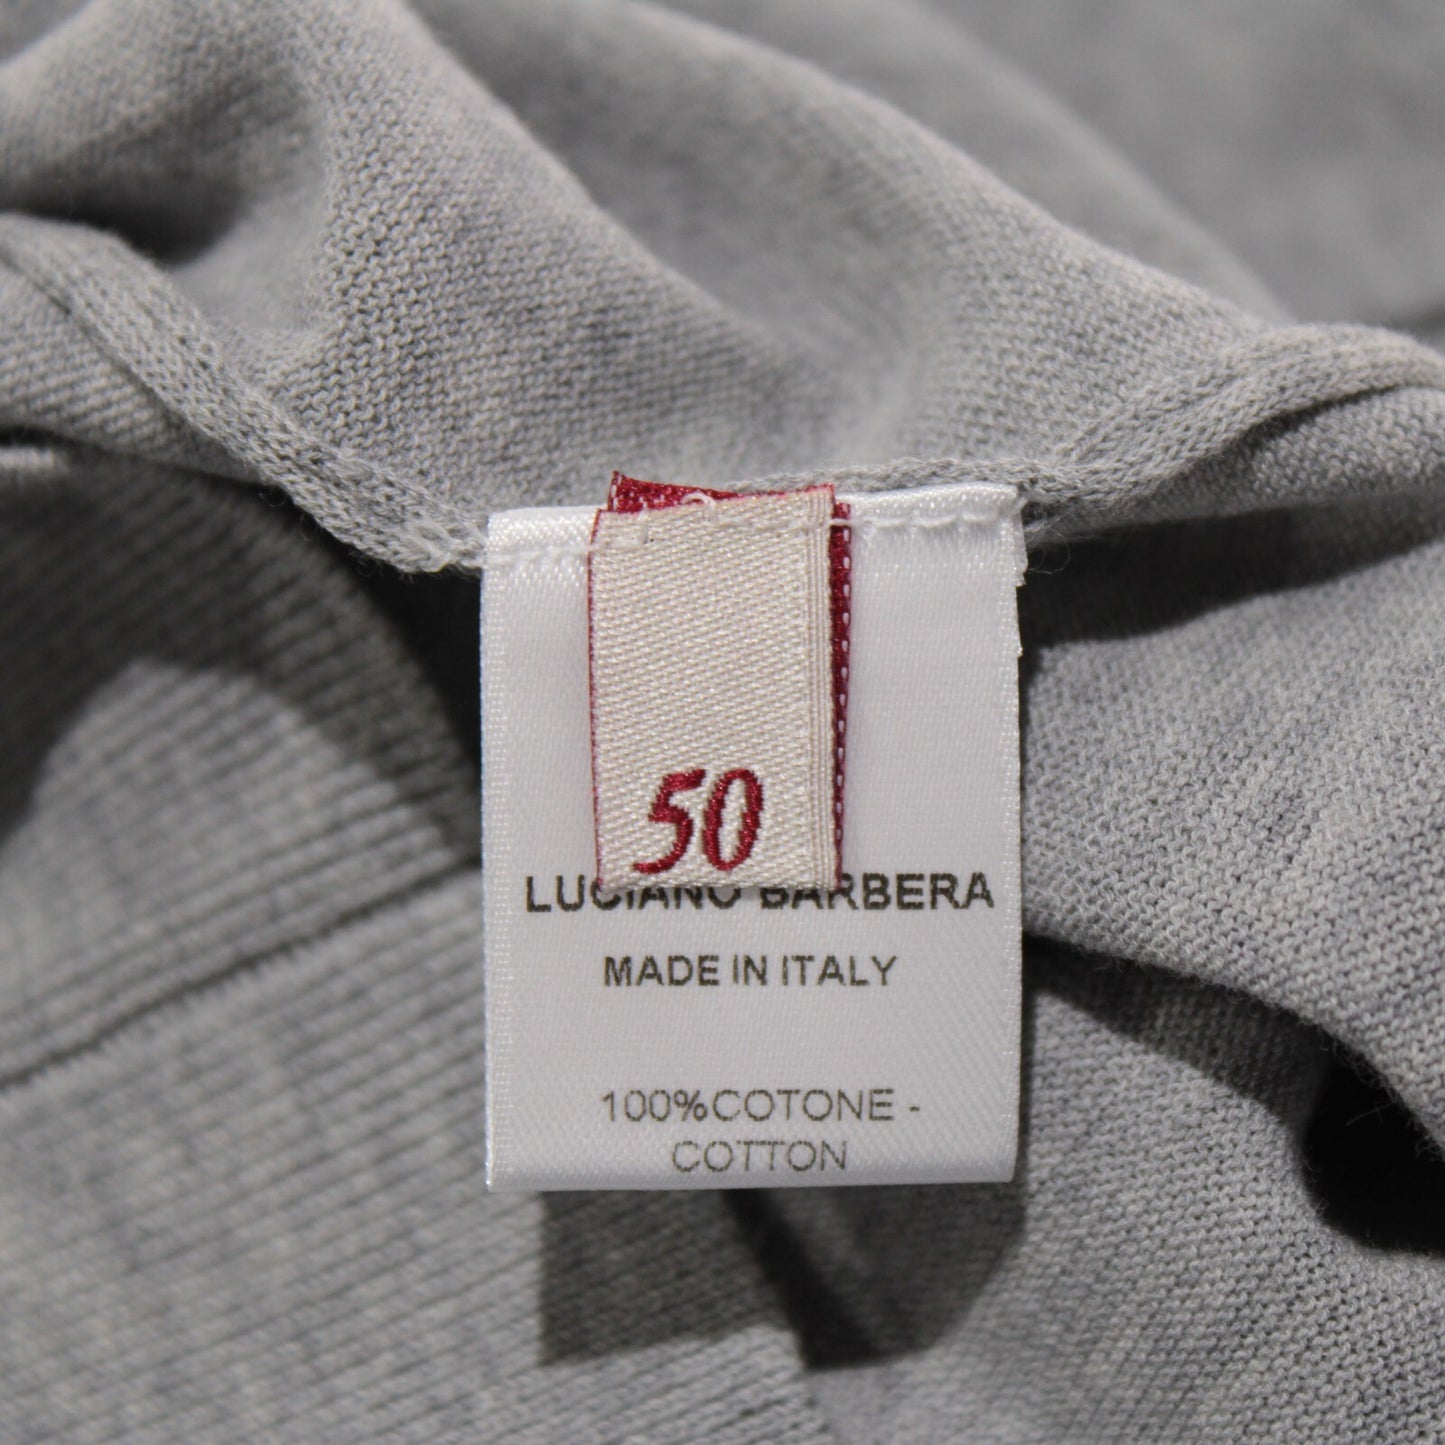 50
LUCIANO BARBERA
MADE IN ITALY
100%COTONE -
COTTON